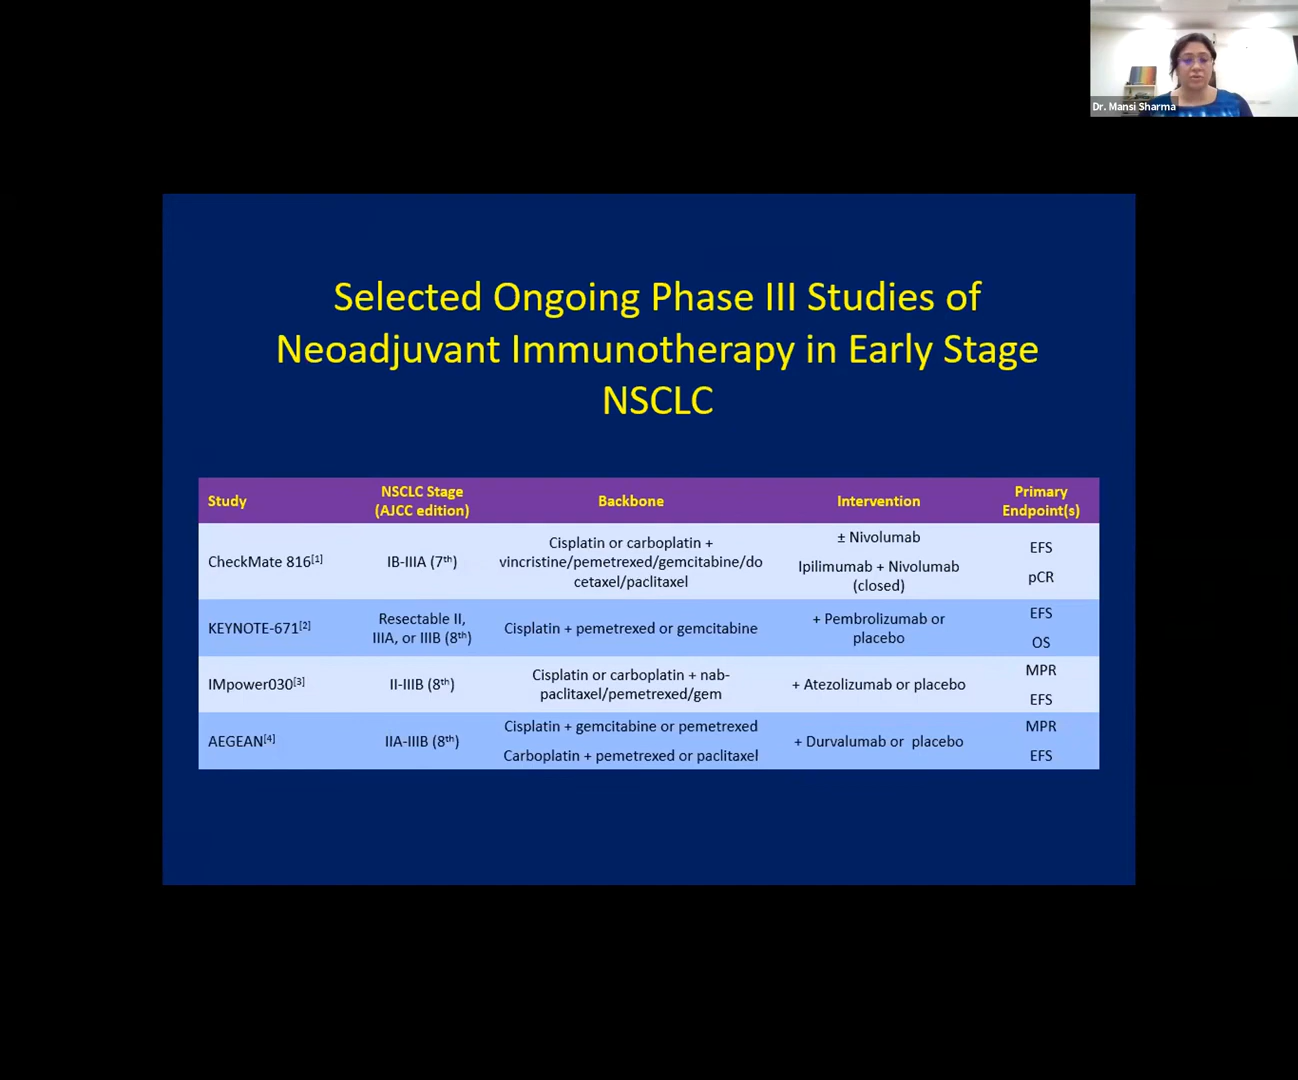 Dr. Mansi Sharma
Selected Ongoing Phase III Studies of
Neoadjuvant Immunotherapy in Early Stage
NSCLC
Study
NSCLC Stage
(AJCC edition)
Backbone
Intervention
Primary
Endpoint(s)
CheckMate 816[1]
IB-IIIA (7th)
Cisplatin or carboplatin +
vincristine/pemetrexed/gemcitabine/do
cetaxel/paclitaxel
± Nivolumab
Ipilimumab + Nivolumab
(closed)
EFS
pCR
KEYNOTE-671[2]
Resectable II,
IIIA, or IIIB (8th)
Cisplatin + pemetrexed or gemcitabine
+ Pembrolizumab or
placebo
EFS
OS
IMpower030[3]
II-IIIB (8th)
Cisplatin or carboplatin + nab-
paclitaxel/pemetrexed/gem
+ Atezolizumab or placebo
MPR
EFS
AEGEAN[4]
IIA-IIIB (8th)
Cisplatin + gemcitabine or pemetrexed
Carboplatin + pemetrexed or paclitaxel
+ Durvalumab or placebo
MPR
EFS